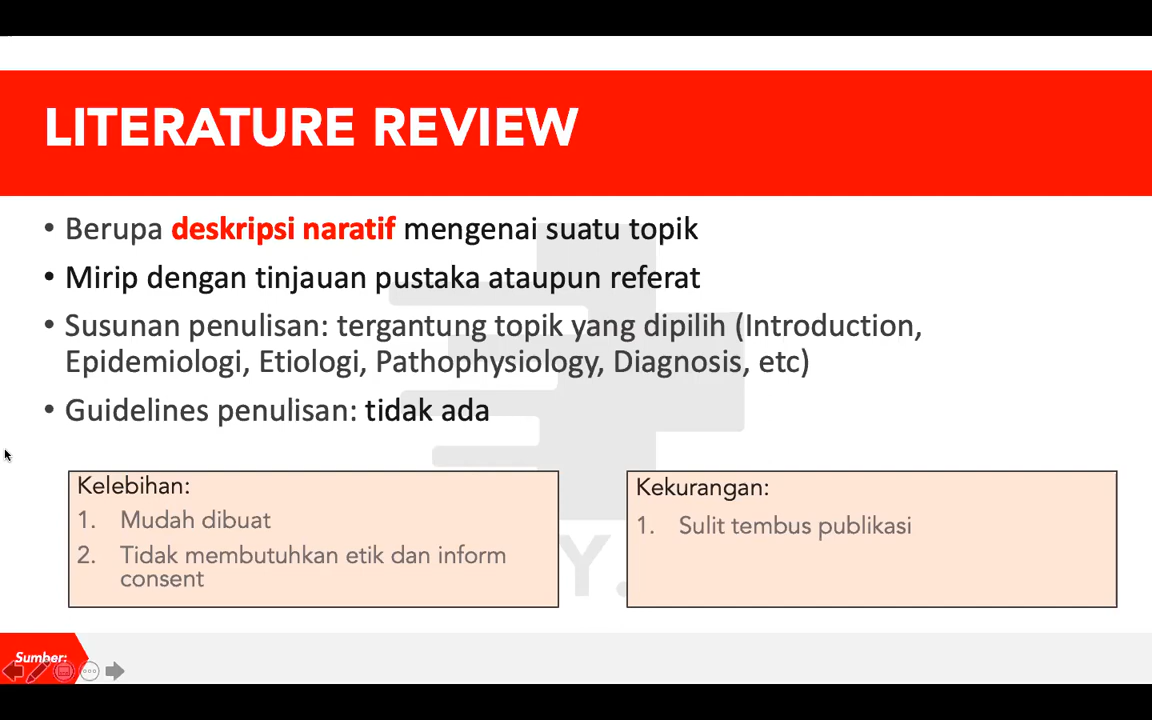 LITERATURE REVIEW
• Berupa deskripsi naratif mengenai suatu topik
• Mirip dengan tinjauan pustaka ataupun referat
• Susunan penulisan: tergantung topik yang dipilih (Introduction,
Epidemiologi, Etiologi, Pathophysiology, Diagnosis, etc)
• Guidelines penulisan: tidak ada
Kelebihan:
1. Mudah dibuat
2. Tidak membutuhkan etik dan inform
consent
Kekurangan:
1. Sulit tembus publikasi
Y.
Sumber: